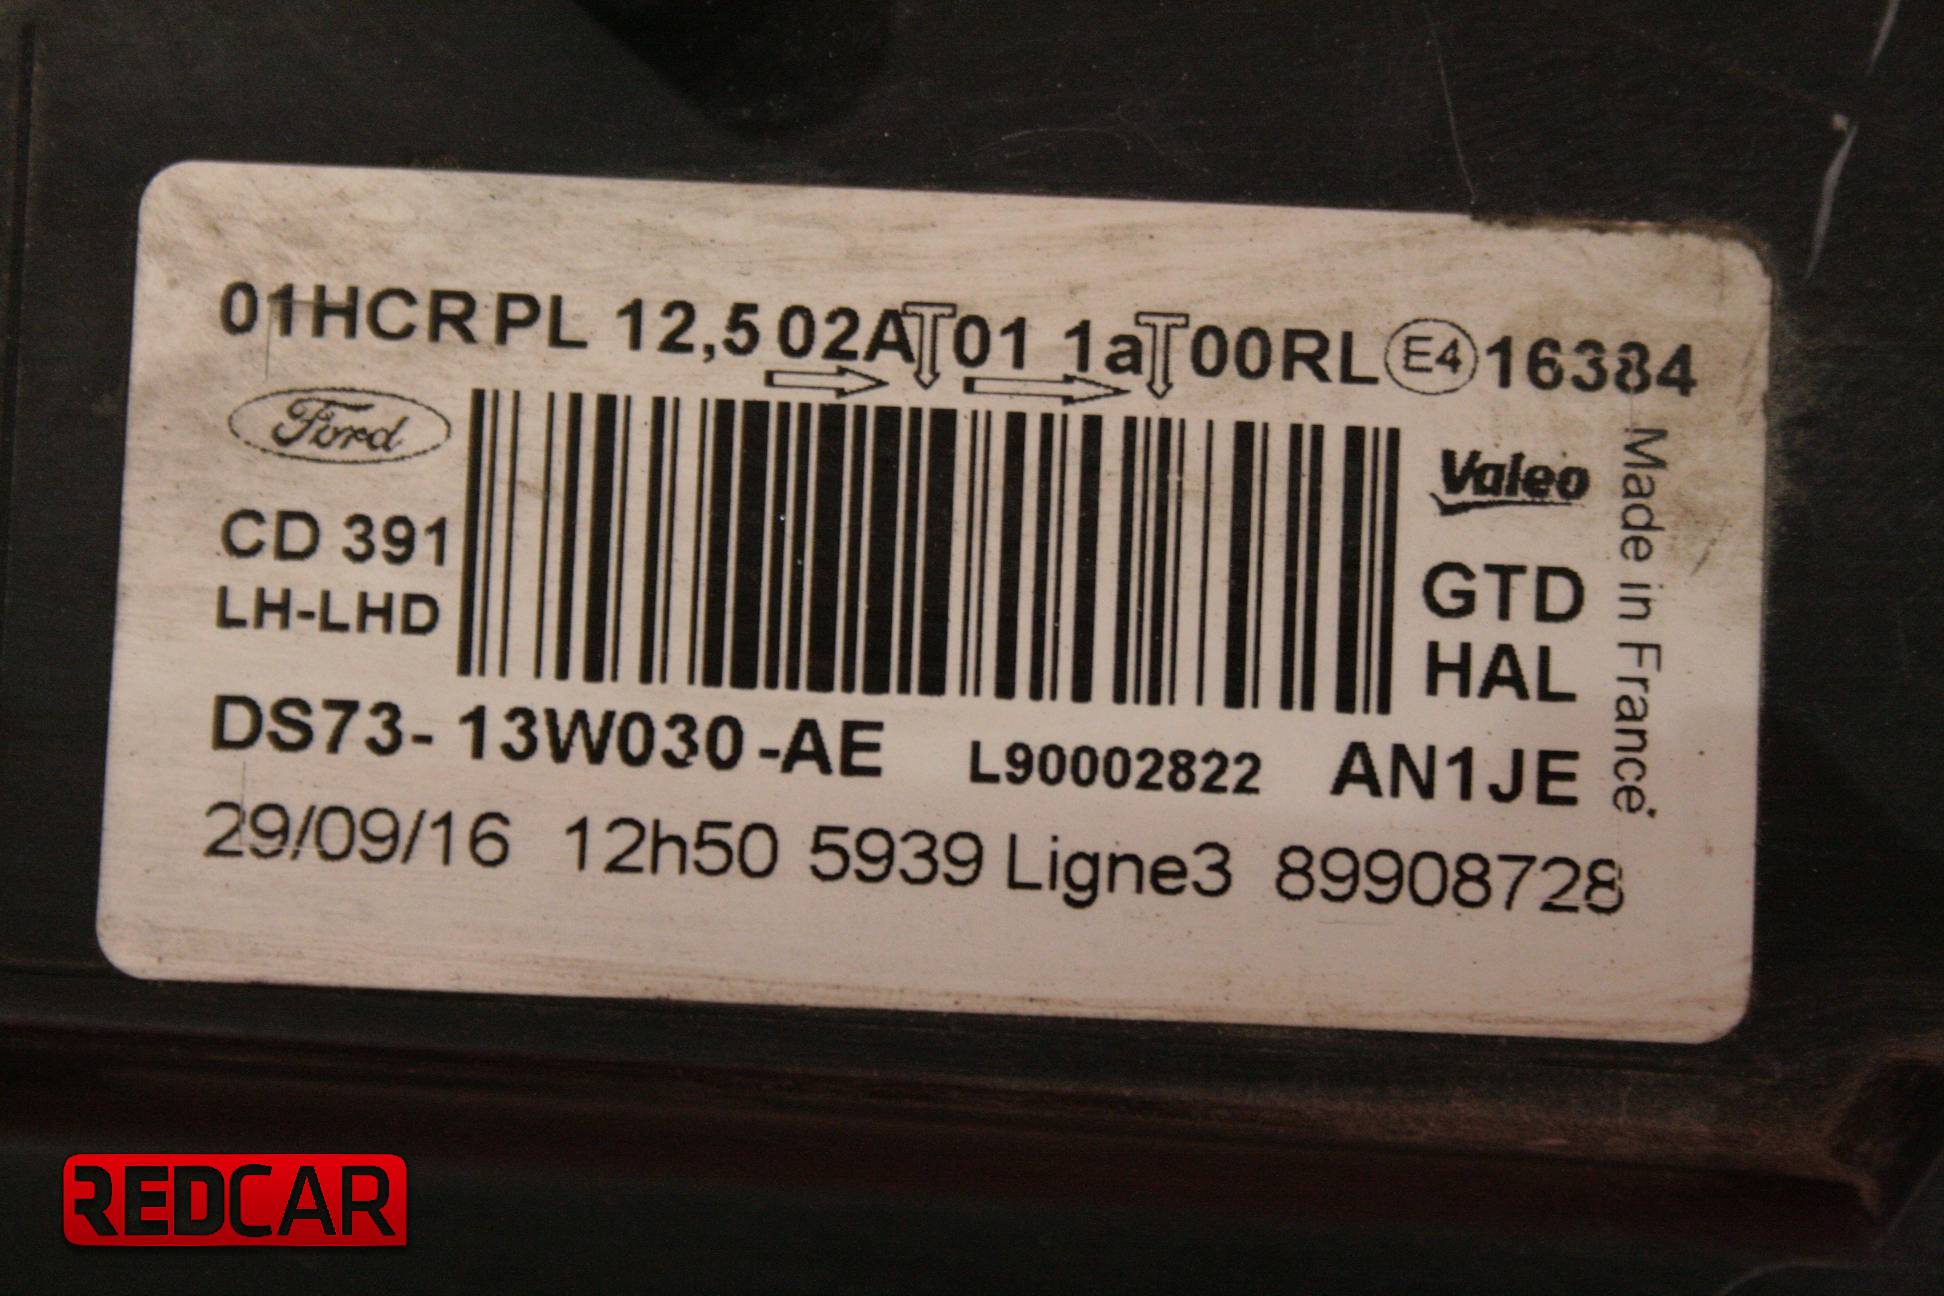 01HCR PL 12,5 02A 01 1a 00RL E4 16384
Ford
CD 391
LH-LHD
Valeo
GTD
HAL
Made in France
DS73-13W030-AE L90002822 AN1JE
29/09/16 12h50 5939 Ligne3 89908728
REDCAR